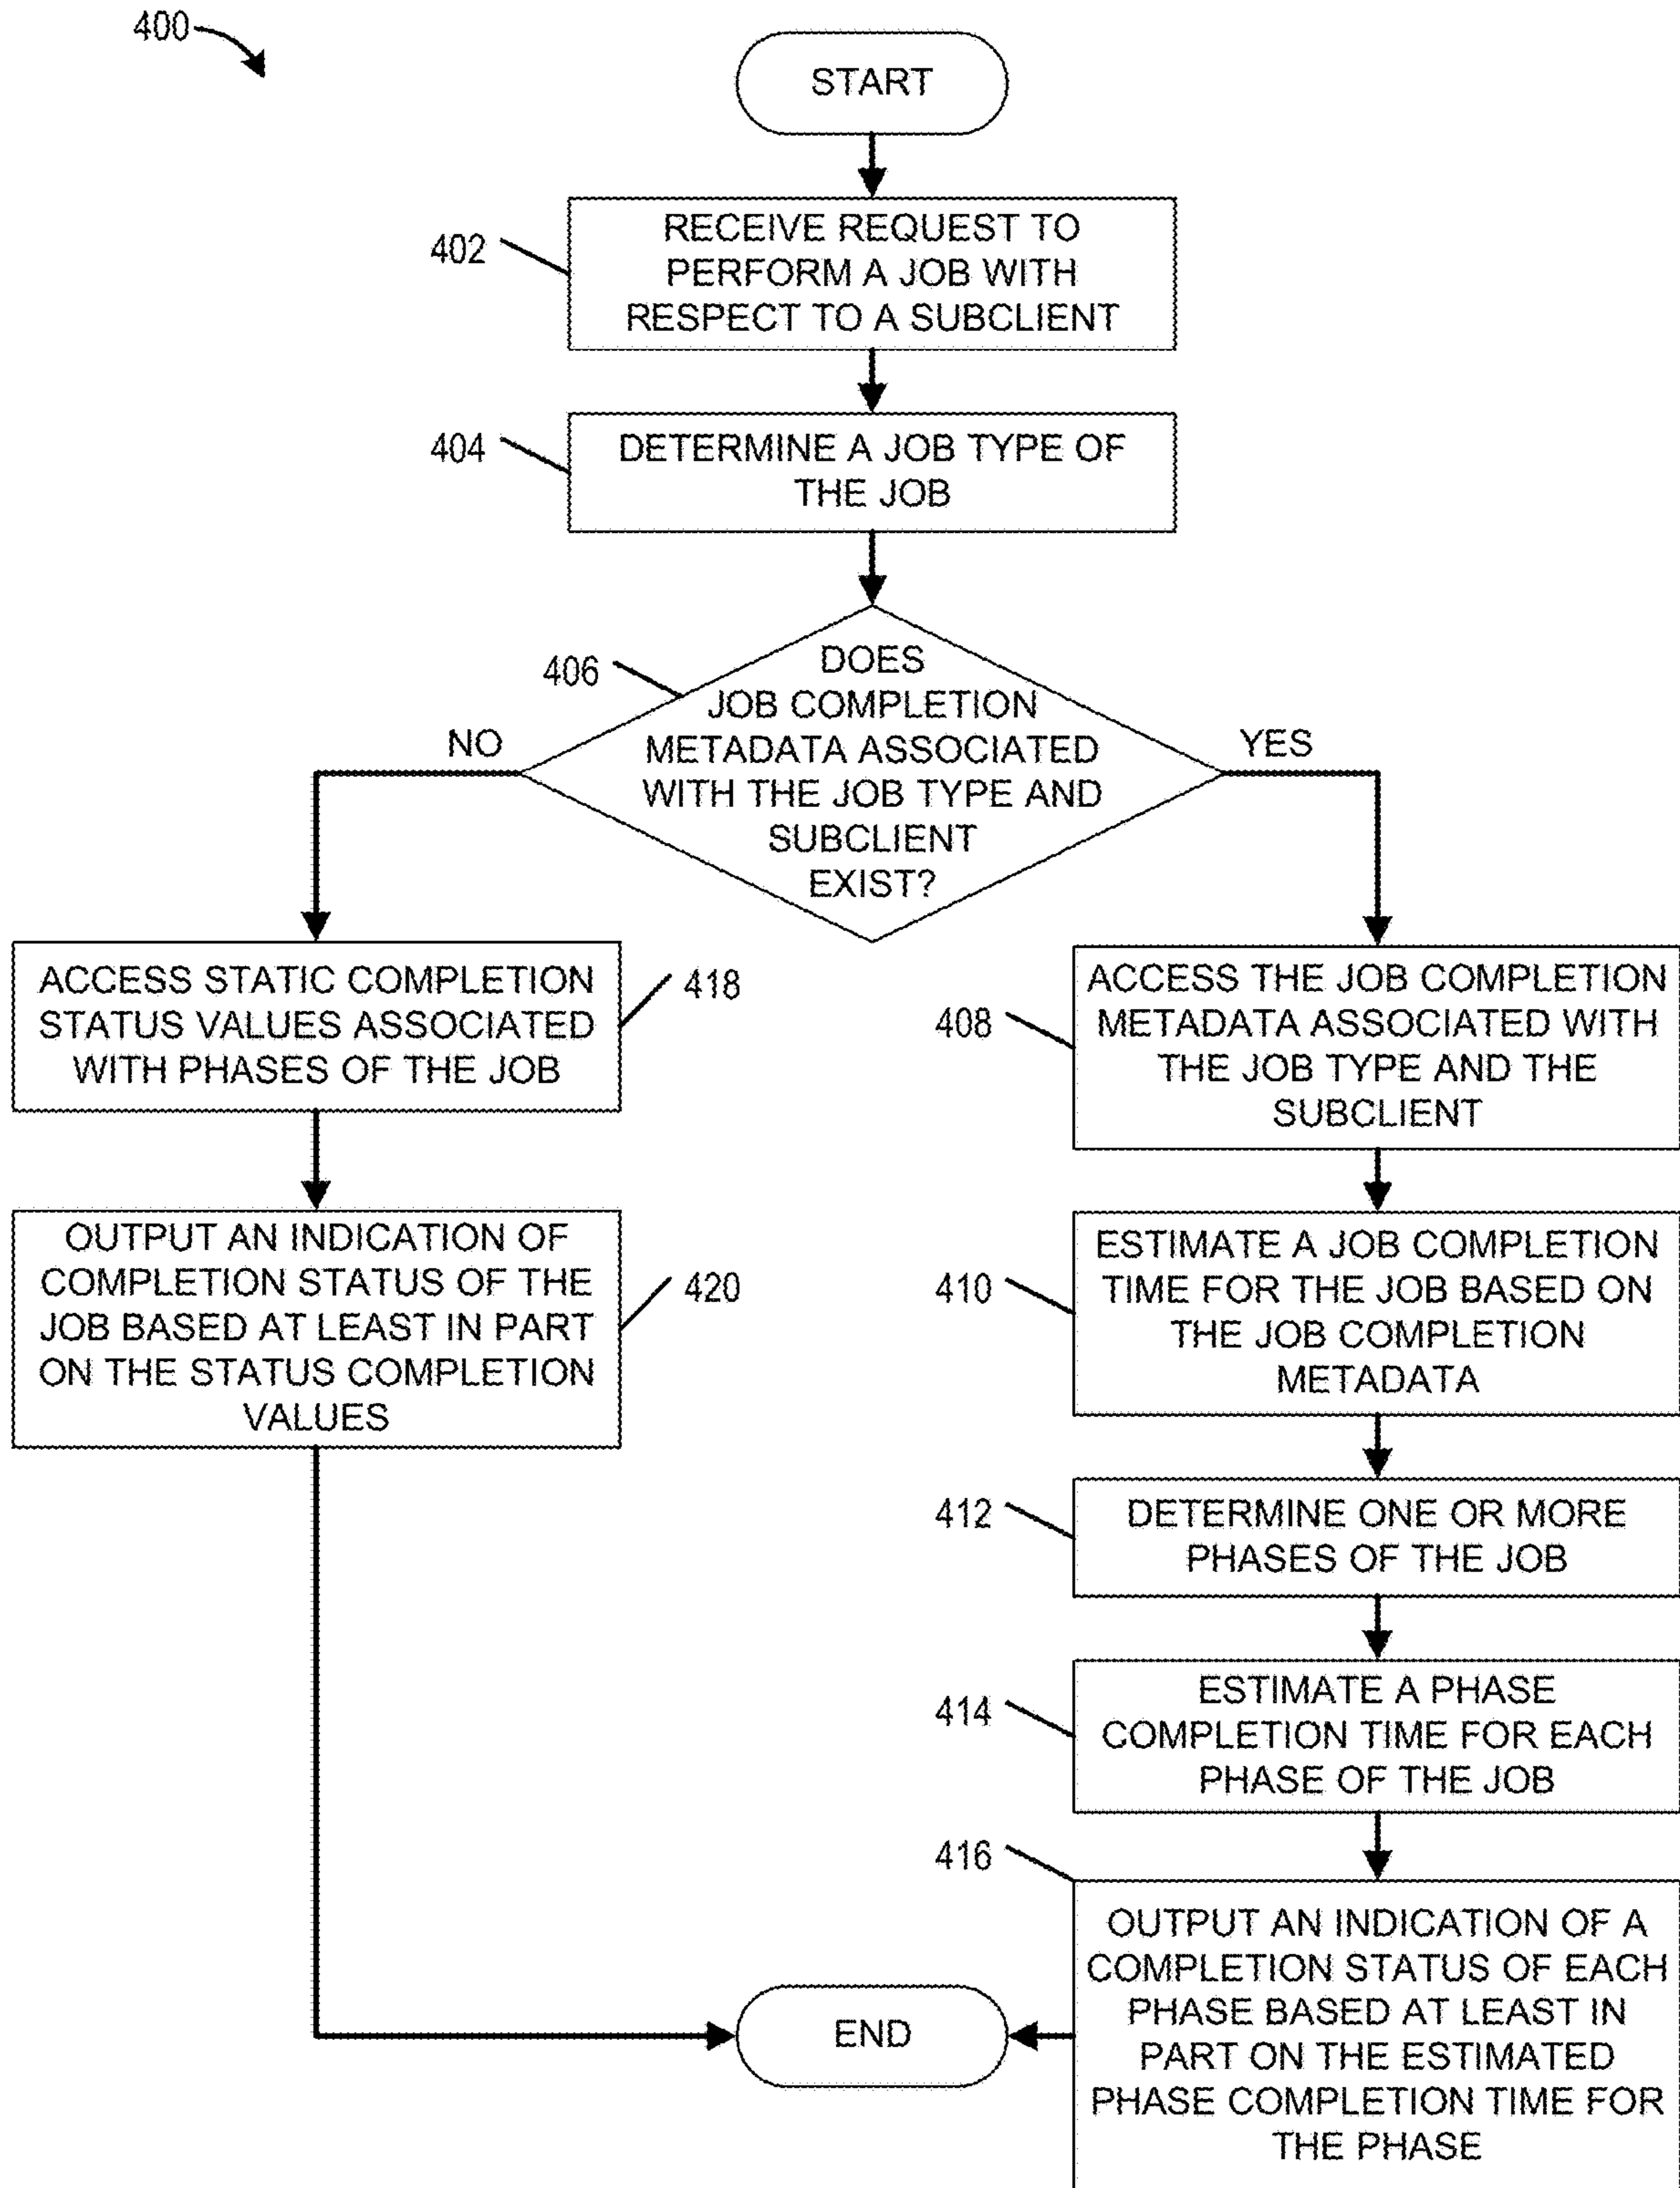 400
START
402
RECEIVE REQUEST TO
PERFORM A JOB WITH
RESPECT TO A SUBCLIENT
404
DETERMINE A JOB TYPE OF
THE JOB
406
DOES
JOB COMPLETION
METADATA ASSOCIATED
WITH THE JOB TYPE AND
SUBCLIENT
EXIST?
NO
YES
ACCESS STATIC COMPLETION
STATUS VALUES ASSOCIATED
WITH PHASES OF THE JOB
418
OUTPUT AN INDICATION OF
COMPLETION STATUS OF THE
JOB BASED AT LEAST IN PART
ON THE STATUS COMPLETION
VALUES
420
408
ACCESS THE JOB COMPLETION
METADATA ASSOCIATED WITH
THE JOB TYPE AND THE
SUBCLIENT
410
ESTIMATE A JOB COMPLETION
TIME FOR THE JOB BASED ON
THE JOB COMPLETION
METADATA
412
DETERMINE ONE OR MORE
PHASES OF THE JOB
414
ESTIMATE A PHASE
COMPLETION TIME FOR EACH
PHASE OF THE JOB
416
OUTPUT AN INDICATION OF A
COMPLETION STATUS OF EACH
PHASE BASED AT LEAST IN
PART ON THE ESTIMATED
PHASE COMPLETION TIME FOR
THE PHASE
END